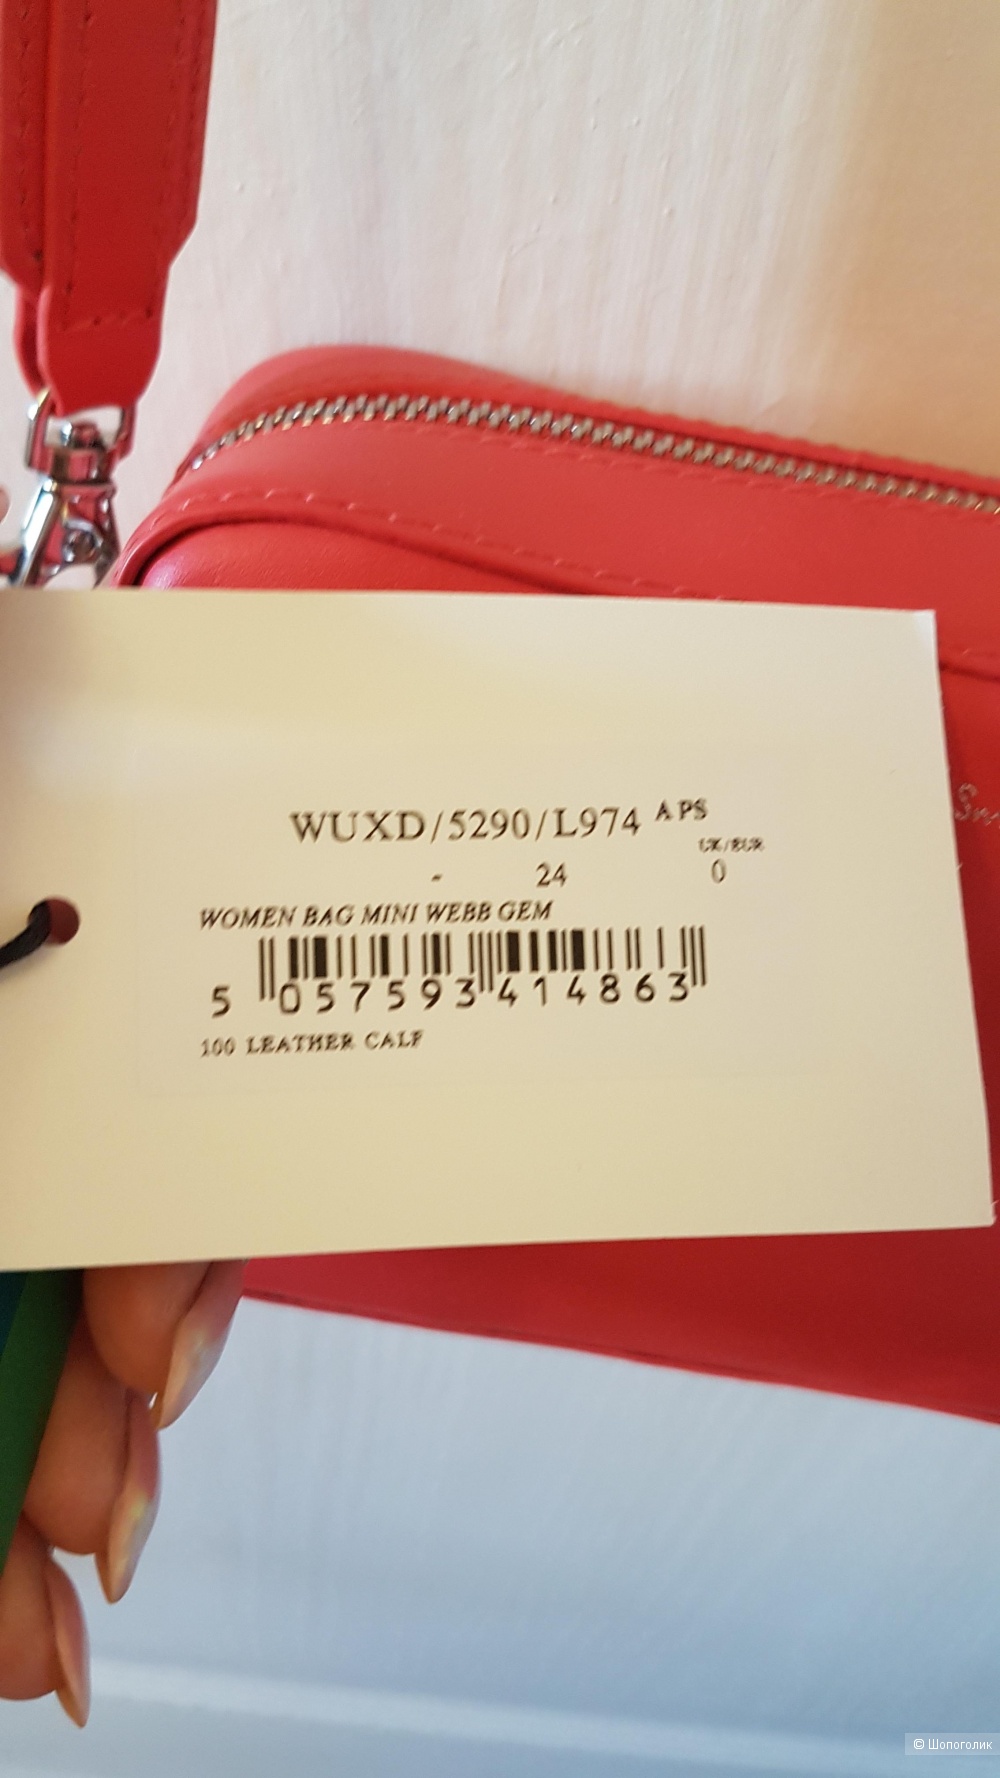 WUXD/5290/L974 A PS
UK/EUR
- 24 0
WOMEN BAG MINI WEBB GEM
5 057593 414863
100 LEATHER CALF
© Шопоголик